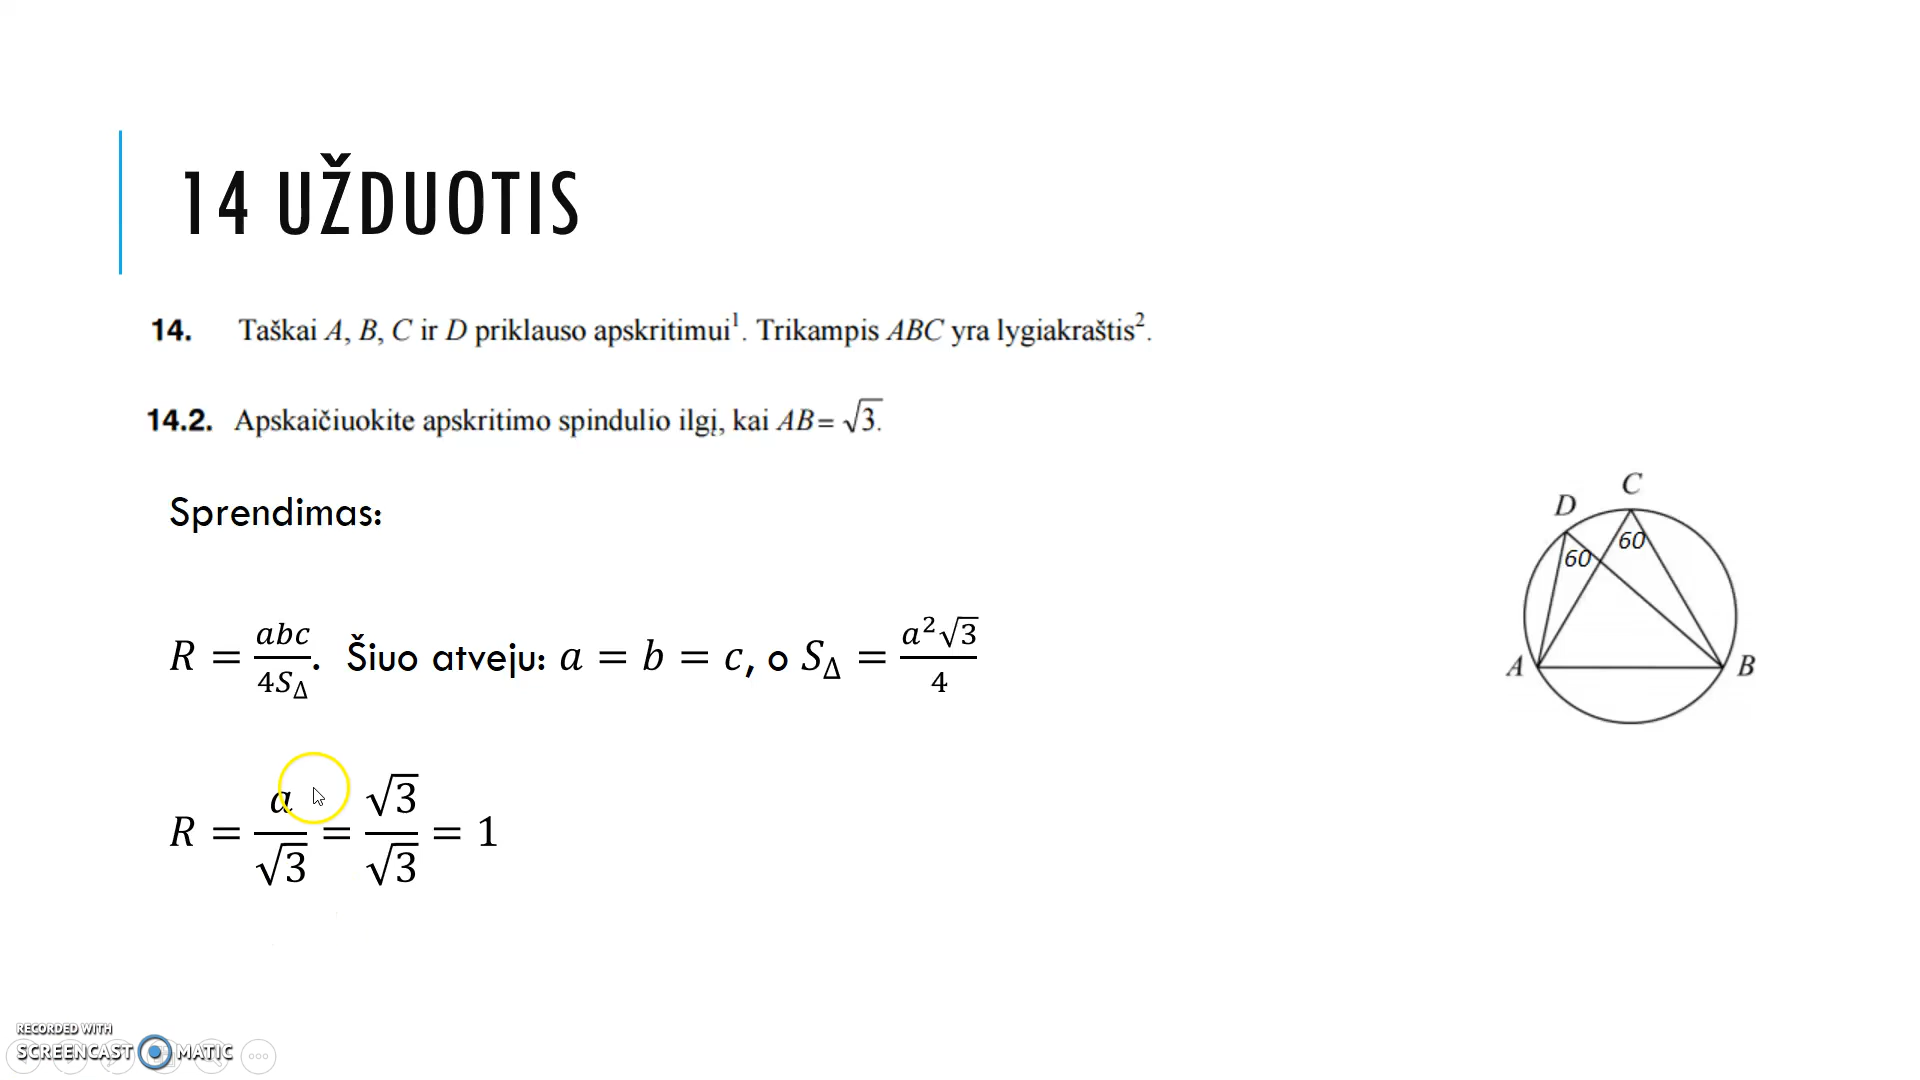 14 UŽDUOTIS
14. Taškai A, B, C ir D priklauso apskritimui¹. Trikampis ABC yra lygiakraštis².
14.2. Apskaičiuokite apskritimo spindulio ilgį, kai AB = √3.
Sprendimas:
R = abc/4S_Δ. Šiuo atveju: a = b = c, o S_Δ = a²√3/4
R = a/√3 = √3/√3 = 1
C
D
60
60
A
B
RECORDED WITH
SCREENCAST MATIC